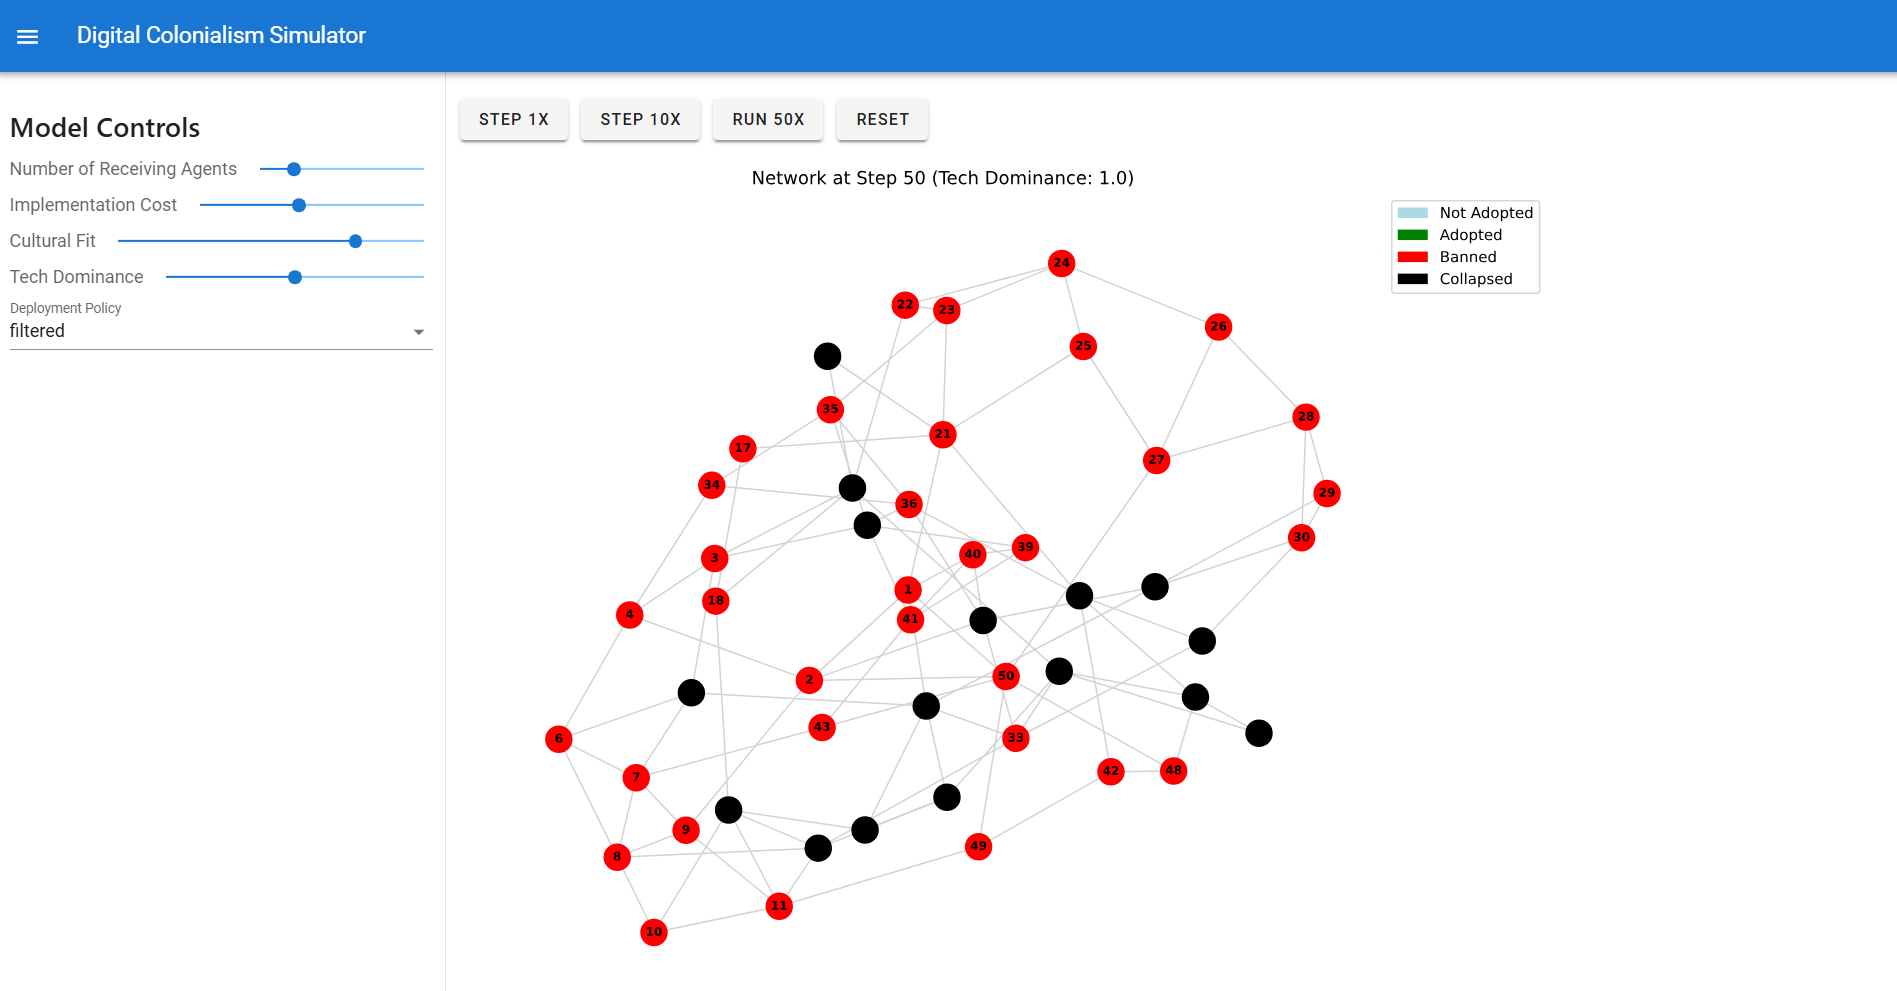 Digital Colonialism Simulator
Model Controls
Number of Receiving Agents
Implementation Cost
Cultural Fit
Tech Dominance
Deployment Policy
filtered
STEP 1X
STEP 10X
RUN 50X
RESET
Network at Step 50 (Tech Dominance: 1.0)
Not Adopted
Adopted
Banned
Collapsed
24
22
23
26
25
35
28
21
17
27
34
29
36
30
39
40
3
1
18
4
41
50
2
43
33
6
42
48
7
9
49
8
11
10